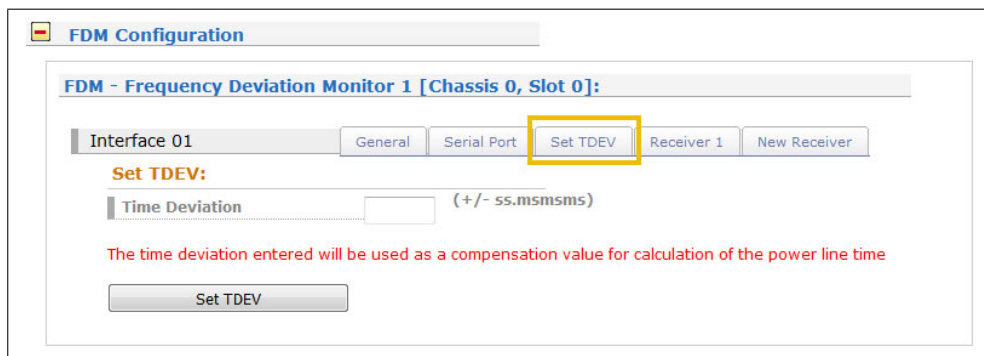 FDM Configuration
FDM - Frequency Deviation Monitor 1 [Chassis 0, Slot 0]:
Interface 01 General Serial Port Set TDEV Receiver 1 New Receiver
Set TDEV:
Time Deviation (+/- ss.msmsms)
The time deviation entered will be used as a compensation value for calculation of the power line time
Set TDEV